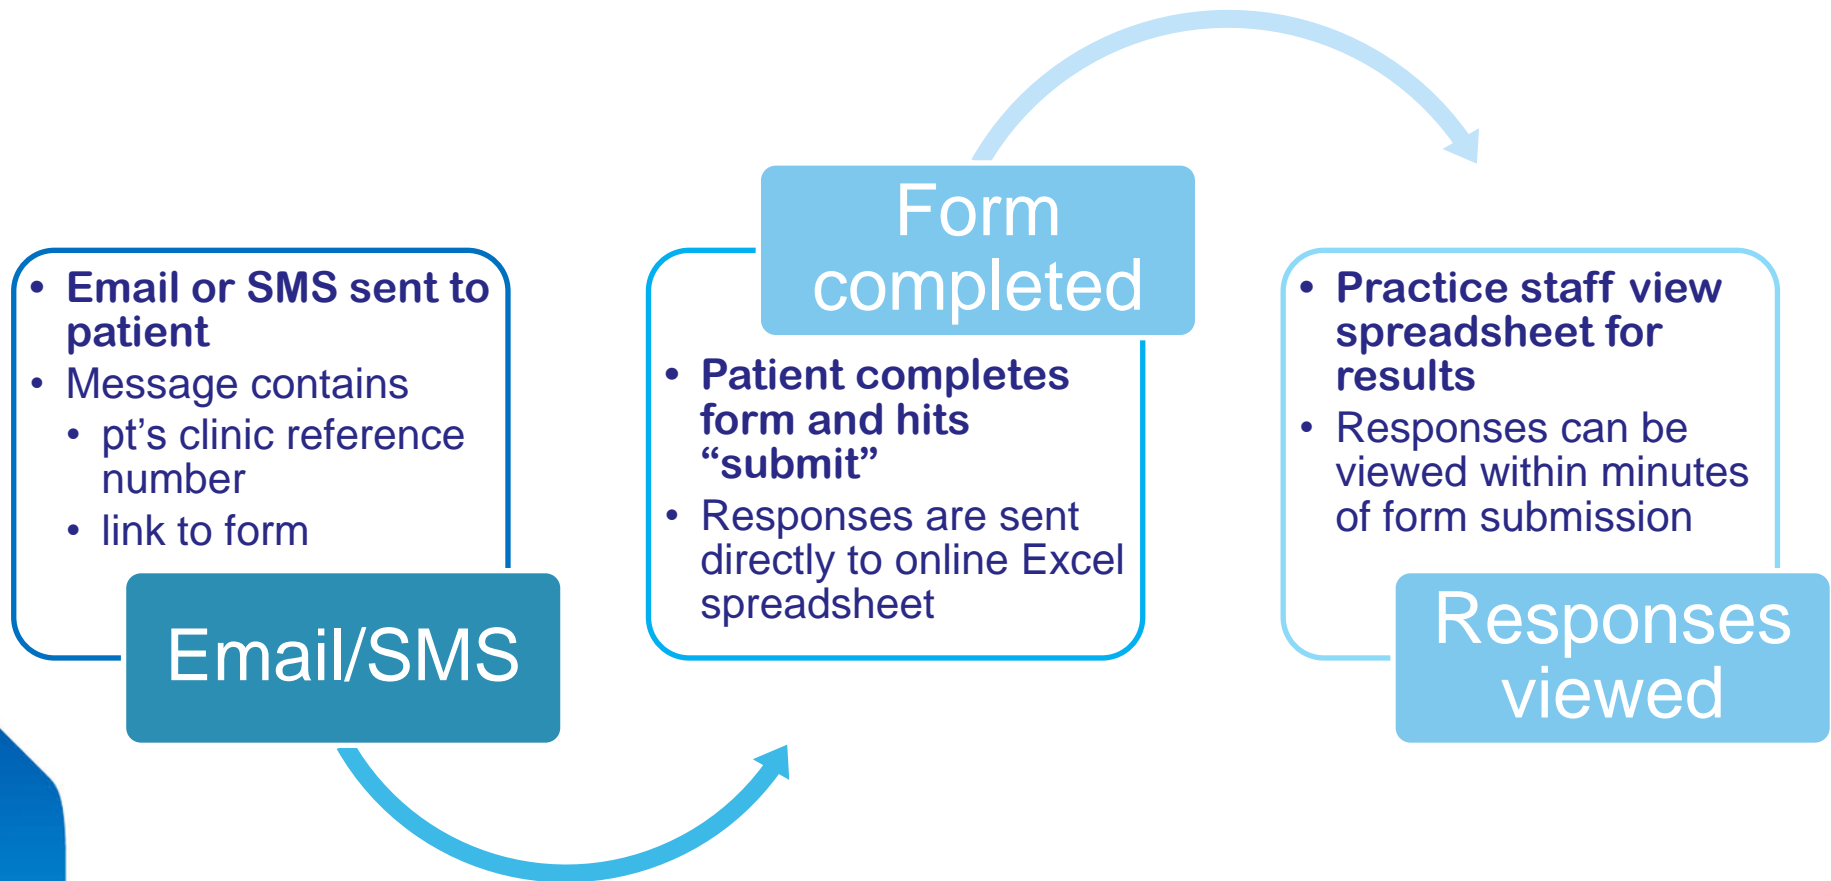 • Email or SMS sent to
patient
• Message contains
• pt’s clinic reference
number
• link to form
Email/SMS
Form
completed
• Patient completes
form and hits
“submit”
• Responses are sent
directly to online Excel
spreadsheet
• Practice staff view
spreadsheet for
results
• Responses can be
viewed within minutes
of form submission
Responses
viewed